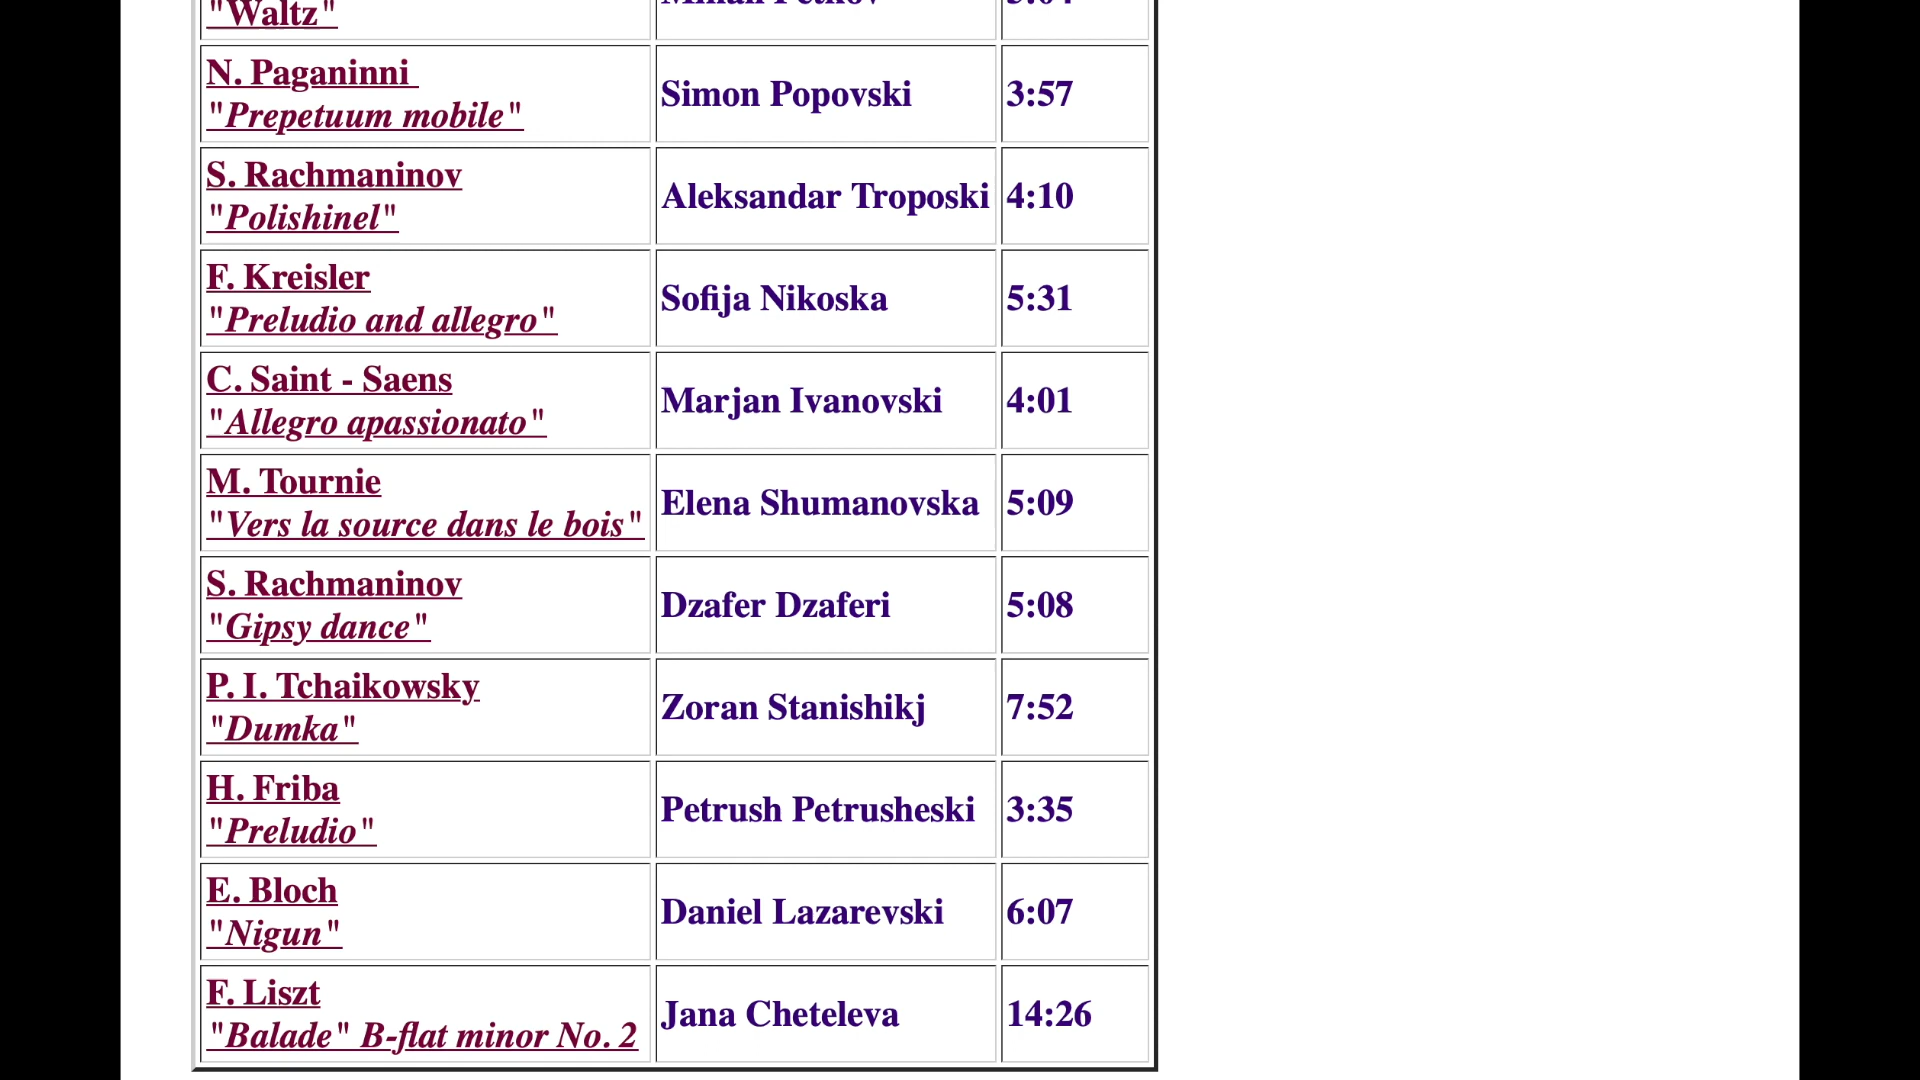 "Waltz"
N. Paganinni
"Prepetuum mobile"
Simon Popovski
3:57
S. Rachmaninov
"Polishinel"
Aleksandar Troposki
4:10
F. Kreisler
"Preludio and allegro"
Sofija Nikoska
5:31
C. Saint - Saens
"Allegro apassionato"
Marjan Ivanovski
4:01
M. Tournie
"Vers la source dans le bois"
Elena Shumanovska
5:09
S. Rachmaninov
"Gipsy dance"
Dzafer Dzaferi
5:08
P. I. Tchaikowsky
"Dumka"
Zoran Stanishikj
7:52
H. Friba
"Preludio"
Petrush Petrusheski
3:35
E. Bloch
"Nigun"
Daniel Lazarevski
6:07
F. Liszt
"Balade" B-flat minor No. 2
Jana Cheteleva
14:26